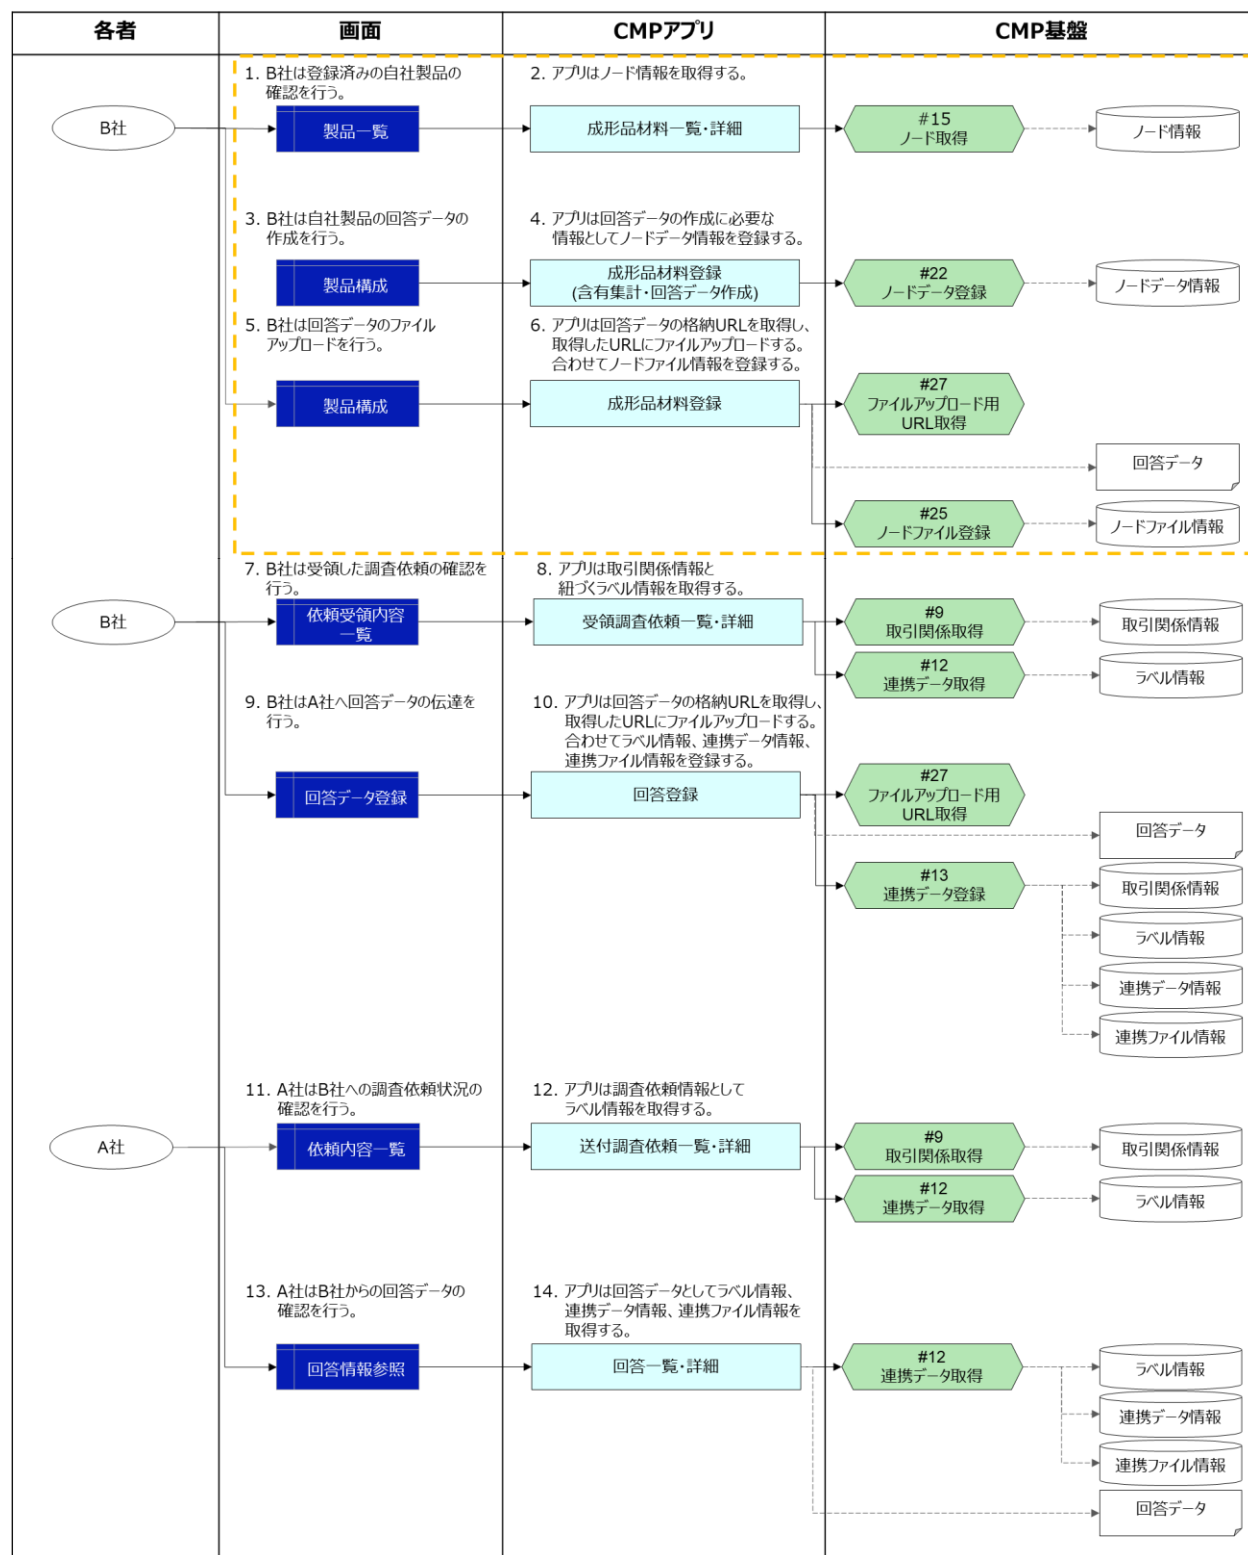 各者
画面
CMPアプリ
CMP基盤
1. B社は登録済みの自社製品の
確認を行う。
2. アプリはノード情報を取得する。
B社
製品一覧
成形品材料一覧・詳細
#15
ノード取得
ノード情報
3. B社は自社製品の回答データの
作成を行う。
4. アプリは回答データの作成に必要な
情報としてノードデータ情報を登録する。
製品構成
成形品材料登録
(含有集計・回答データ作成)
#22
ノードデータ登録
ノードデータ情報
5. B社は回答データのファイル
アップロードを行う。
6. アプリは回答データの格納URLを取得し、
取得したURLにファイルアップロードする。
合わせてノードファイル情報を登録する。
製品構成
成形品材料登録
#27
ファイルアップロード用
URL取得
回答データ
#25
ノードファイル登録
ノードファイル情報
7. B社は受領した調査依頼の確認を
行う。
8. アプリは取引関係情報と
紐づくラベル情報を取得する。
B社
依頼受領内容
一覧
受領調査依頼一覧・詳細
#9
取引関係取得
取引関係情報
#12
連携データ取得
ラベル情報
9. B社はA社へ回答データの伝達を
行う。
10. アプリは回答データの格納URLを取得し、
取得したURLにファイルアップロードする。
合わせてラベル情報、連携データ情報、
連携ファイル情報を登録する。
回答データ登録
回答登録
#27
ファイルアップロード用
URL取得
回答データ
#13
連携データ登録
取引関係情報
ラベル情報
連携データ情報
連携ファイル情報
11. A社はB社への調査依頼状況の
確認を行う。
12. アプリは調査依頼情報として
ラベル情報を取得する。
A社
依頼内容一覧
送付調査依頼一覧・詳細
#9
取引関係取得
取引関係情報
#12
連携データ取得
ラベル情報
13. A社はB社からの回答データの
確認を行う。
14. アプリは回答データとしてラベル情報、
連携データ情報、連携ファイル情報を
取得する。
回答情報参照
回答一覧・詳細
#12
連携データ取得
ラベル情報
連携データ情報
連携ファイル情報
回答データ